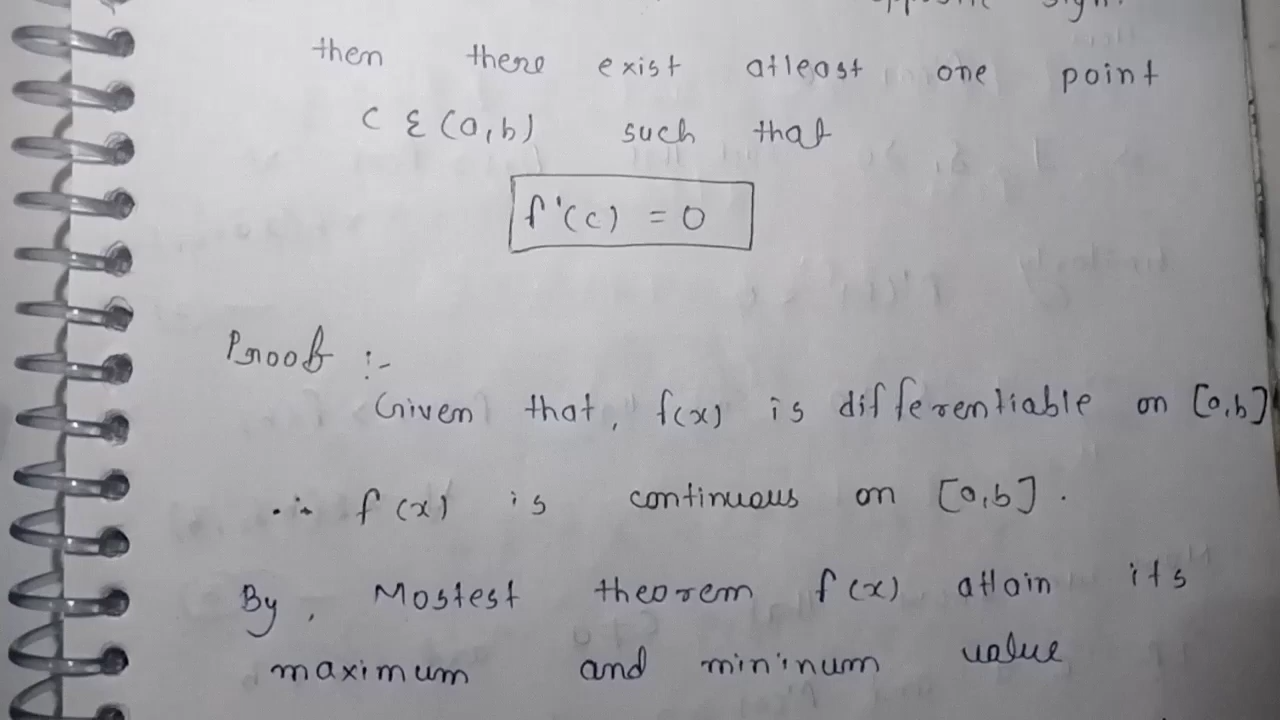 then there exist atleast one point
C ε (a,b) such that
f'(c) = 0
Proof :-
Given that, f(x) is differentiable on [a,b]
∴ f(x) is continuous on [a,b].
By, Mostest theorem f(x) attain its
maximum and mininum value